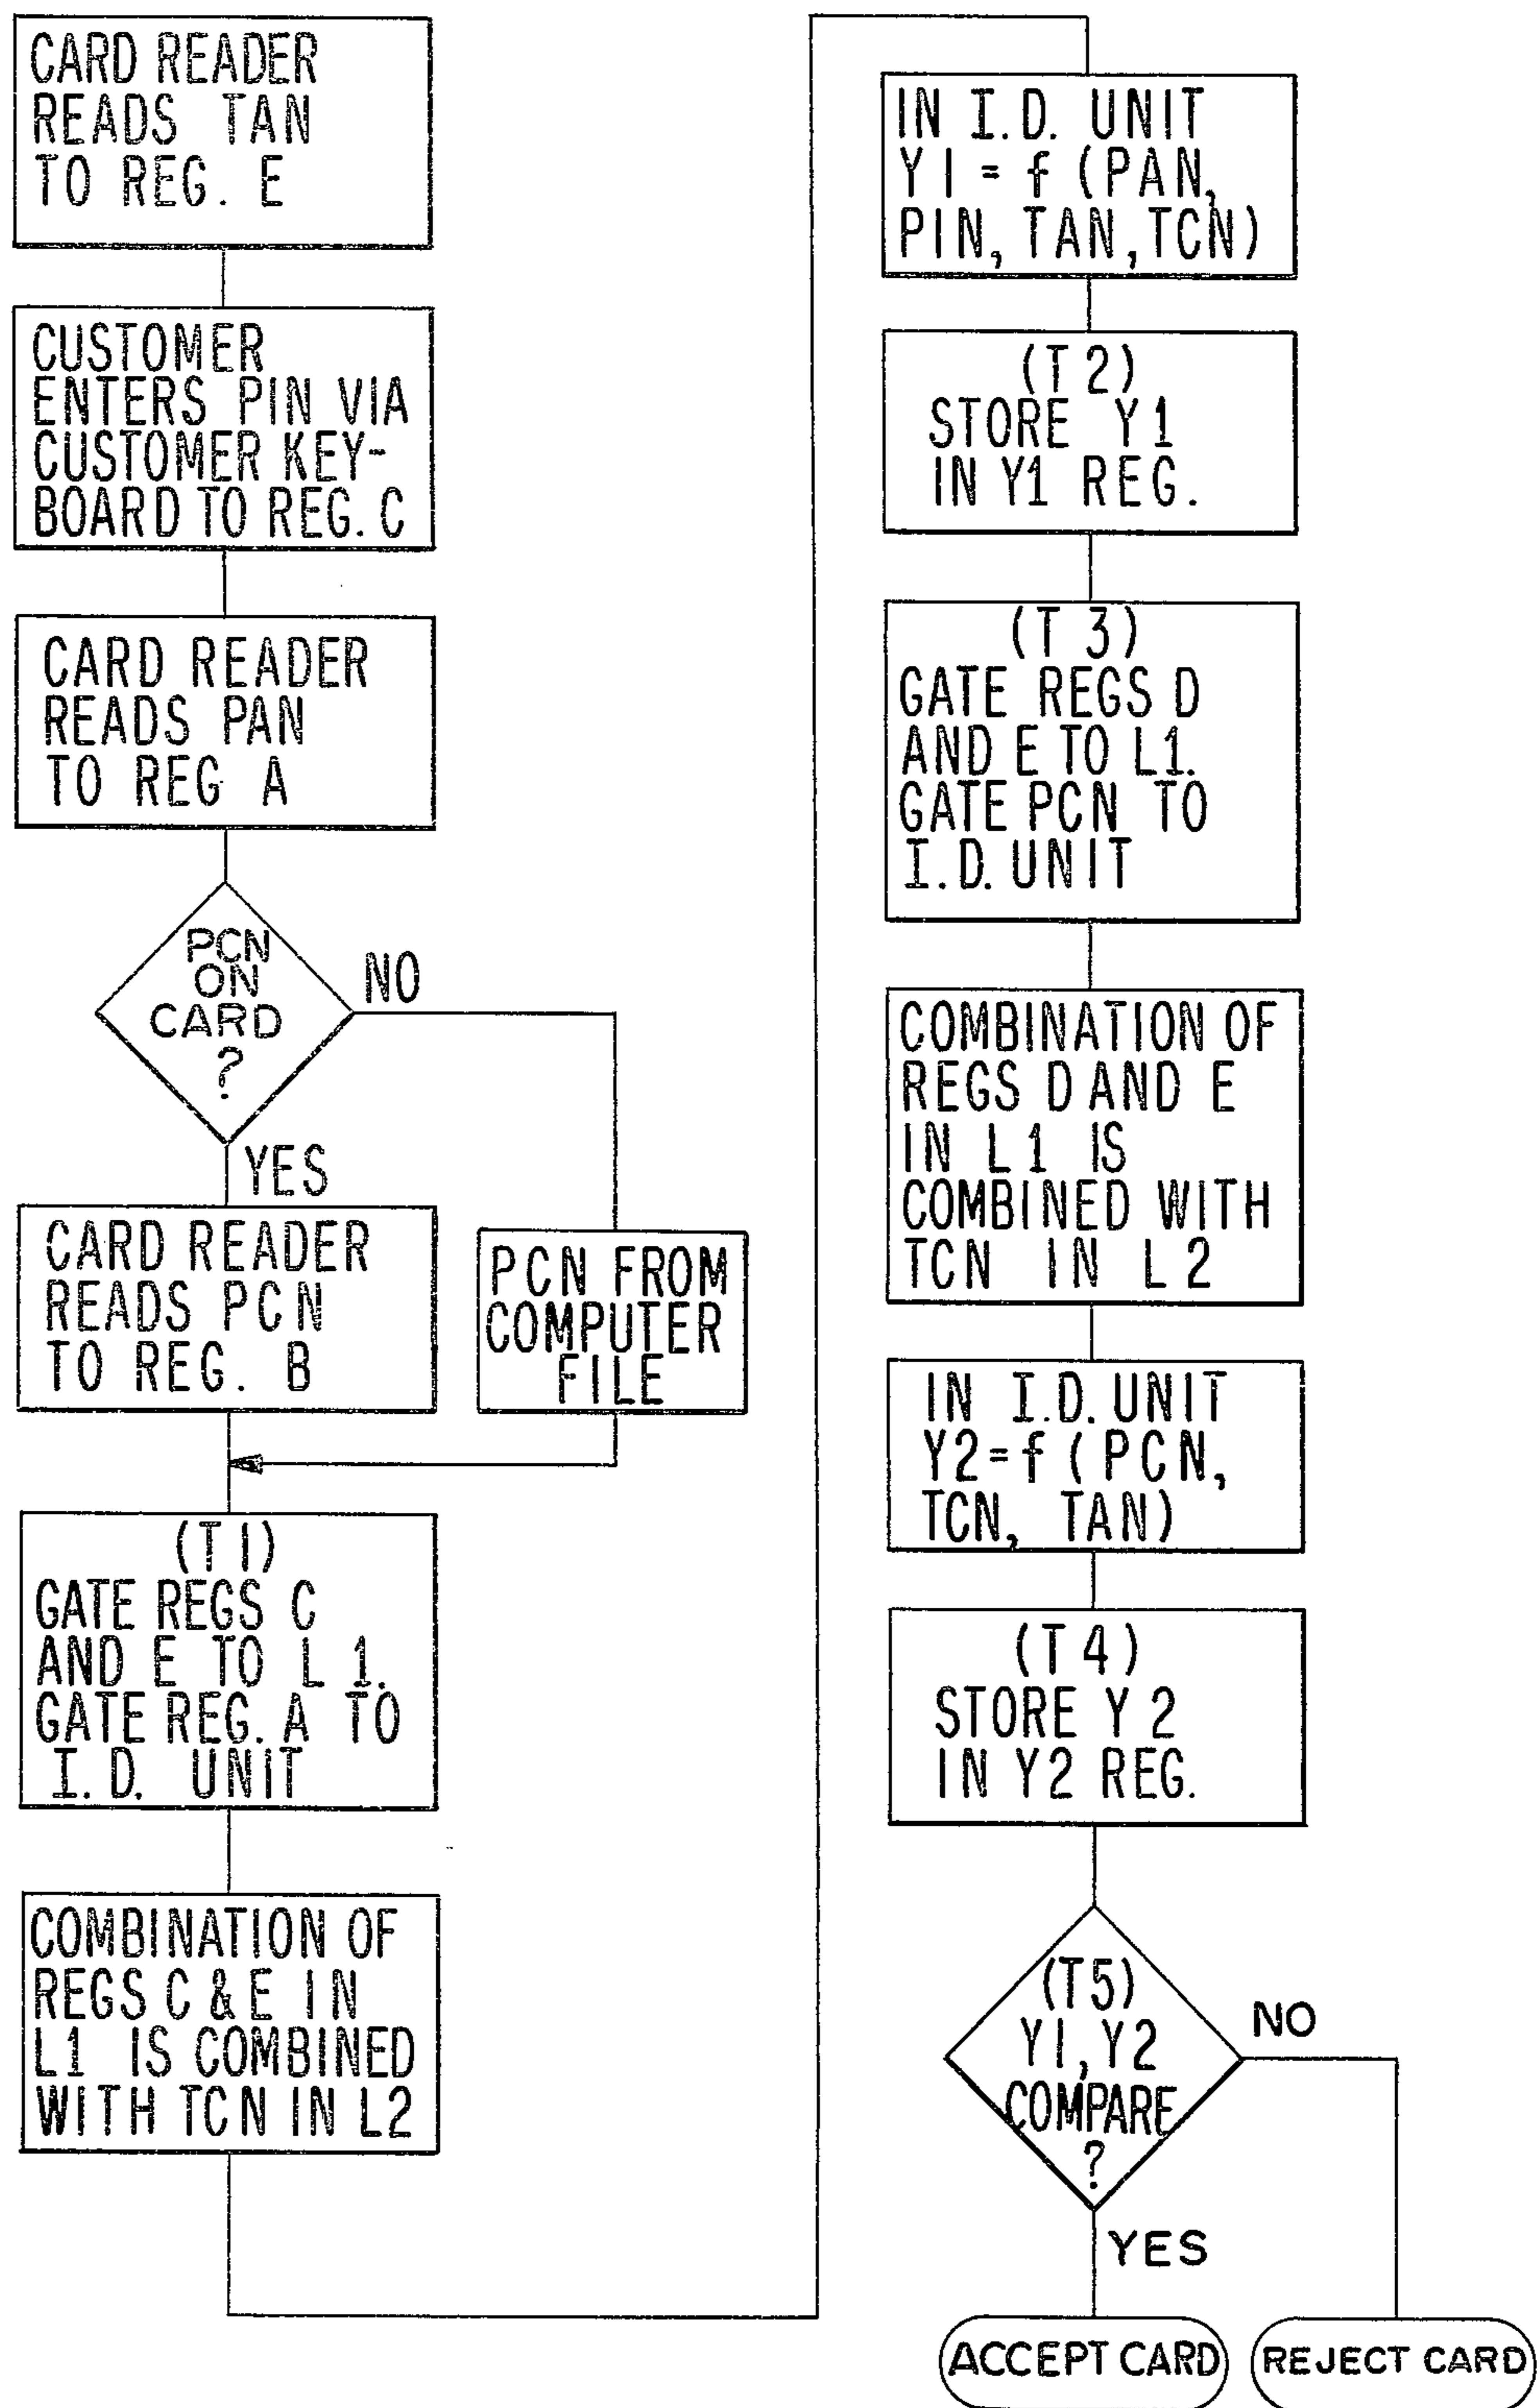 CARD READER
READS TAN
TO REG. E
CUSTOMER
ENTERS PIN VIA
CUSTOMER KEY-
BOARD TO REG. C
CARD READER
READS PAN
TO REG A
PCN
ON
CARD
?
NO
YES
CARD READER
READS PCN
TO REG. B
PCN FROM
COMPUTER
FILE
(T1)
GATE REGS C
AND E TO L 1.
GATE REG. A TO
I.D. UNIT
COMBINATION OF
REGS C & E IN
L1 IS COMBINED
WITH TCN IN L2
IN I.D. UNIT
Y1 = f (PAN,
PIN, TAN, TCN)
(T2)
STORE Y1
IN Y1 REG.
(T 3)
GATE REGS D
AND E TO L1.
GATE PCN TO
I.D. UNIT
COMBINATION OF
REGS D AND E
IN L1 IS
COMBINED WITH
TCN IN L2
IN I.D. UNIT
Y2=f (PCN,
TCN, TAN)
(T4)
STORE Y2
IN Y2 REG.
(T5)
Y1, Y2
COMPARE
?
NO
YES
ACCEPT CARD
REJECT CARD